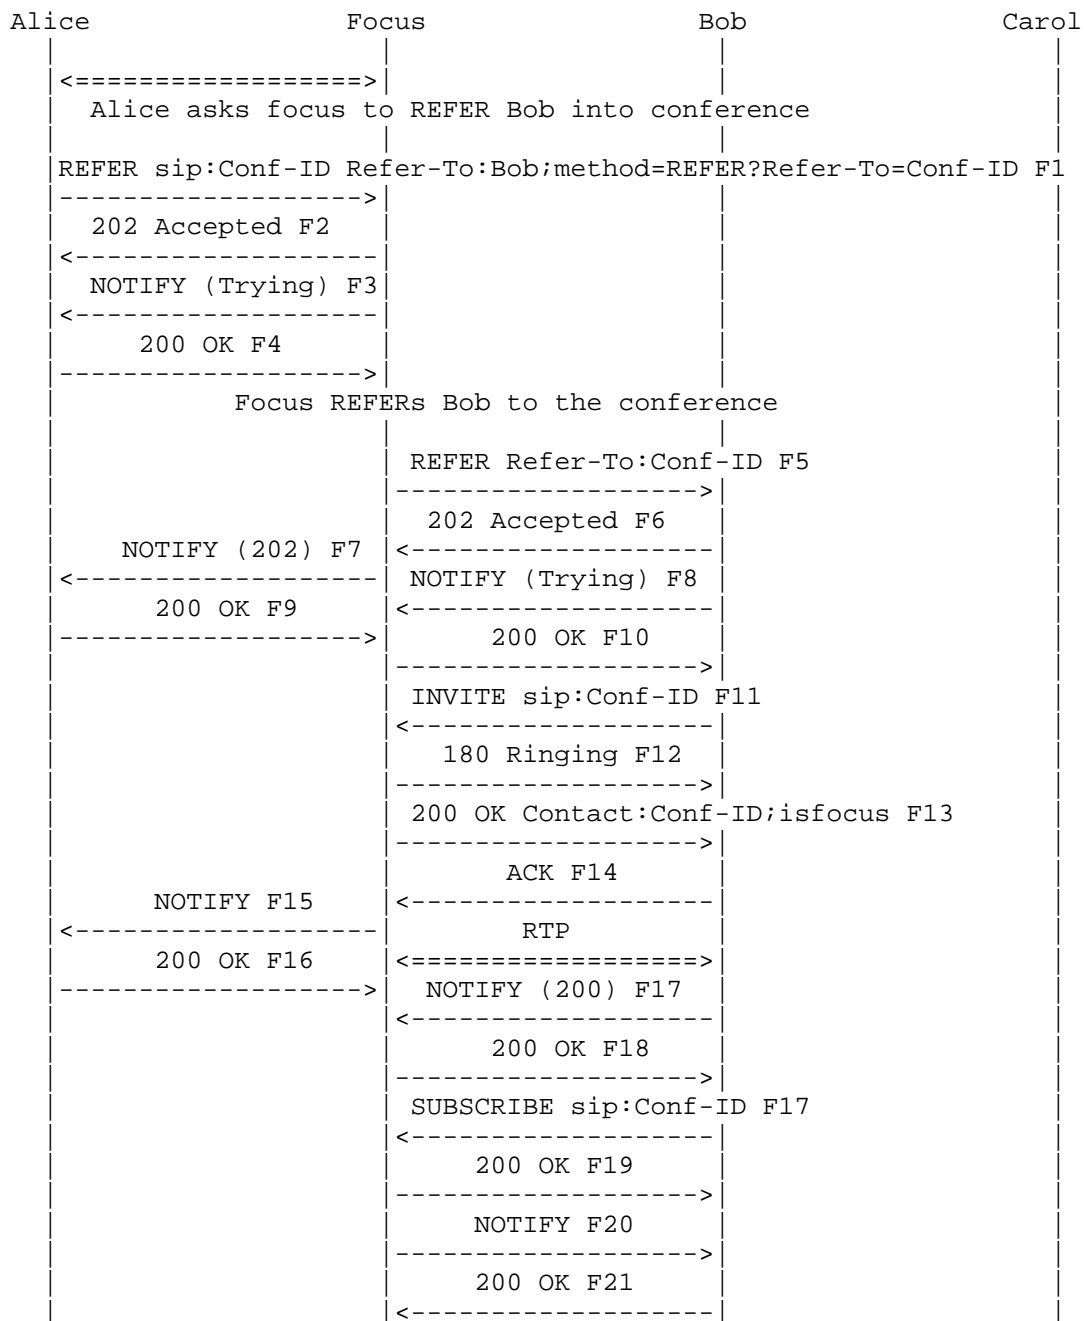 Alice Focus Bob Carol
Alice asks focus to REFER Bob into conference
REFER sip:Conf-ID Refer-To:Bob;method=REFER?Refer-To=Conf-ID F1
202 Accepted F2
NOTIFY (Trying) F3
200 OK F4
Focus REFERs Bob to the conference
REFER Refer-To:Conf-ID F5
202 Accepted F6
NOTIFY (202) F7
NOTIFY (Trying) F8
200 OK F9
200 OK F10
INVITE sip:Conf-ID F11
180 Ringing F12
200 OK Contact:Conf-ID;isfocus F13
ACK F14
NOTIFY F15
RTP
200 OK F16
NOTIFY (200) F17
200 OK F18
SUBSCRIBE sip:Conf-ID F17
200 OK F19
NOTIFY F20
200 OK F21